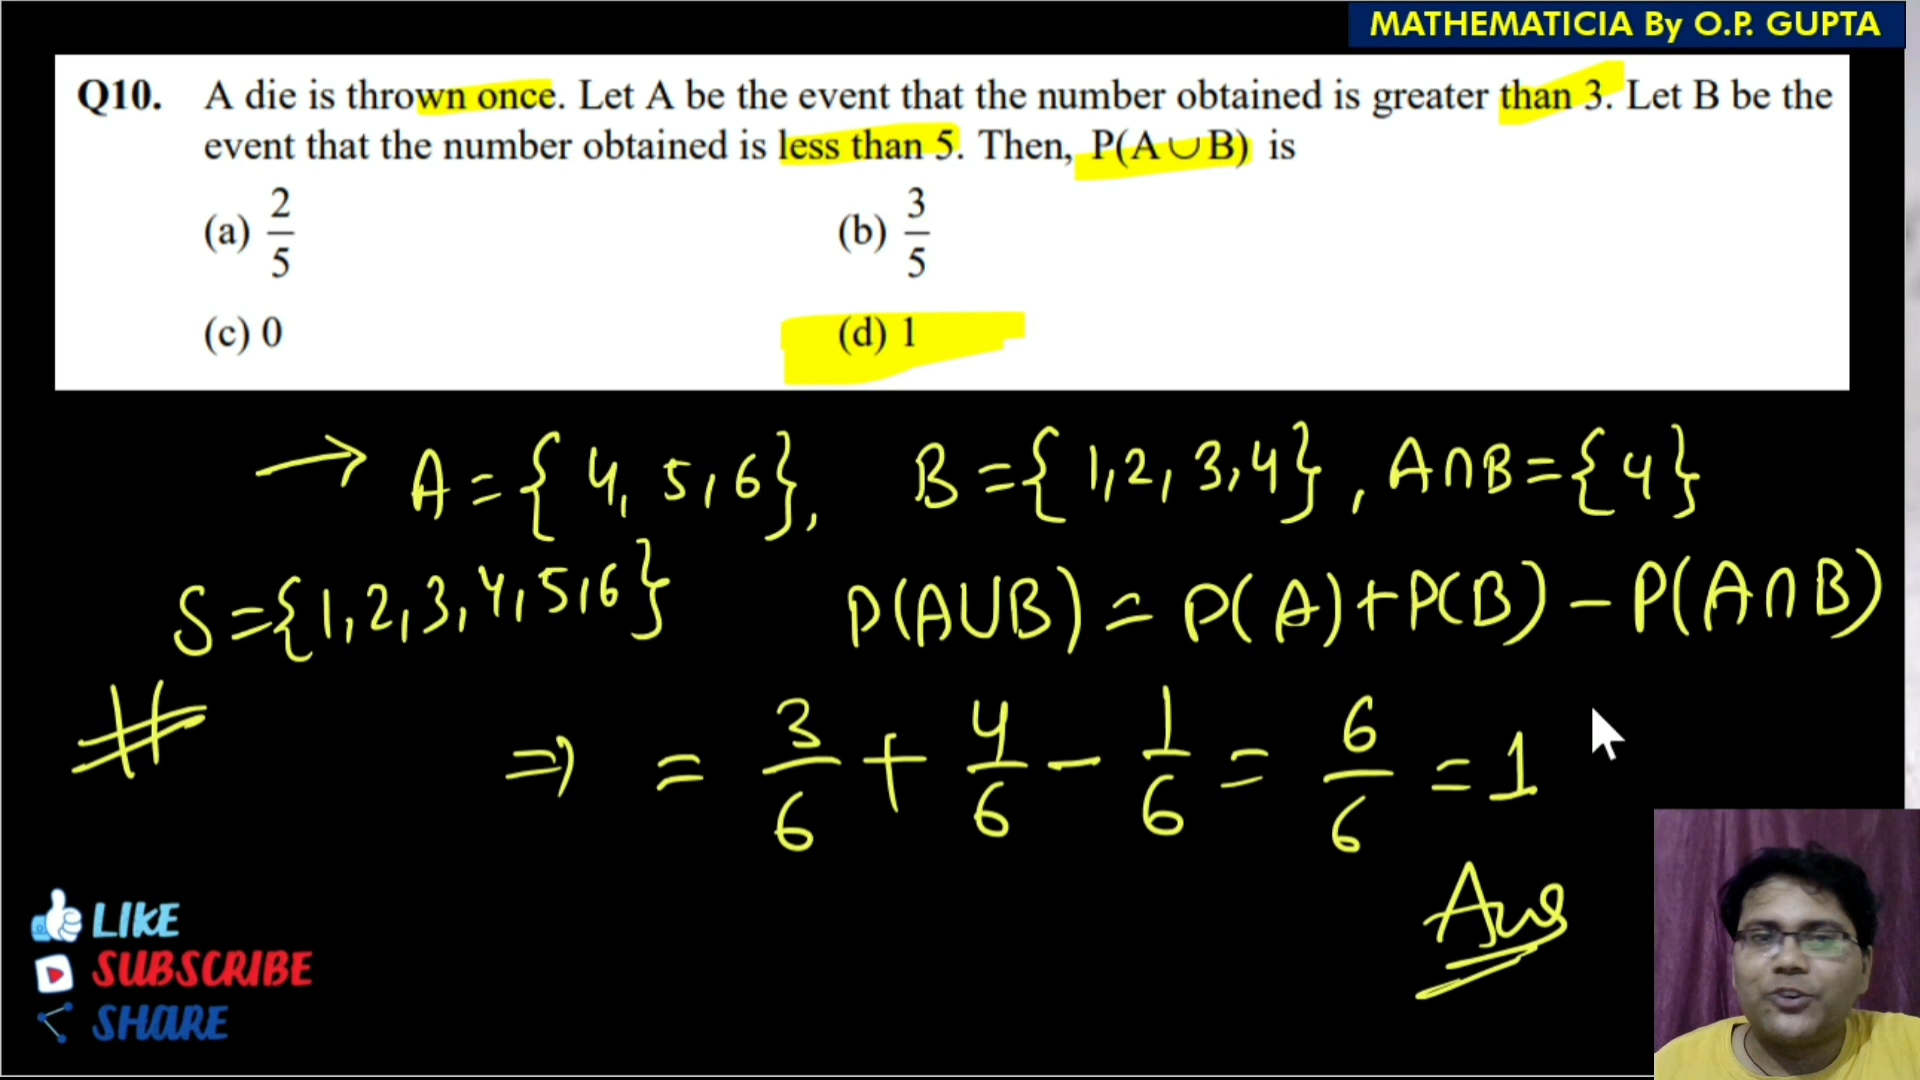 MATHEMATICIA By O.P. GUPTA
Q10. A die is thrown once. Let A be the event that the number obtained is greater than 3. Let B be the
event that the number obtained is less than 5. Then, P(A∪B) is
(a) 2/5 (b) 3/5
(c) 0 (d) 1
→ A = {4, 5, 6}, B = {1, 2, 3, 4}, A∩B = {4}
S = {1, 2, 3, 4, 5, 6} P(A∪B) = P(A) + P(B) − P(A∩B)
# ⇒ = 3/6 + 4/6 − 1/6 = 6/6 = 1
Ans
LIKE
SUBSCRIBE
SHARE